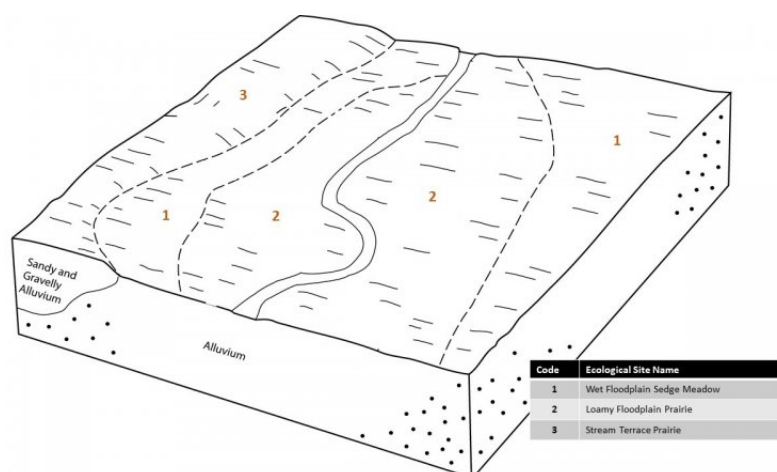 3
1
1
2
2
Sandy and
Gravelly
Alluvium
Alluvium
Code Ecological Site Name
1 Wet Floodplain Sedge Meadow
2 Loamy Floodplain Prairie
3 Stream Terrace Prairie